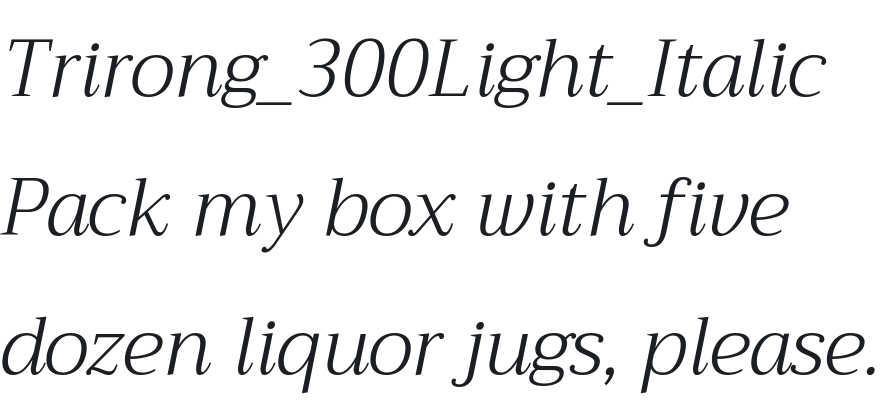 Trirong_300Light_Italic
Pack my box with five
dozen liquor jugs, please.